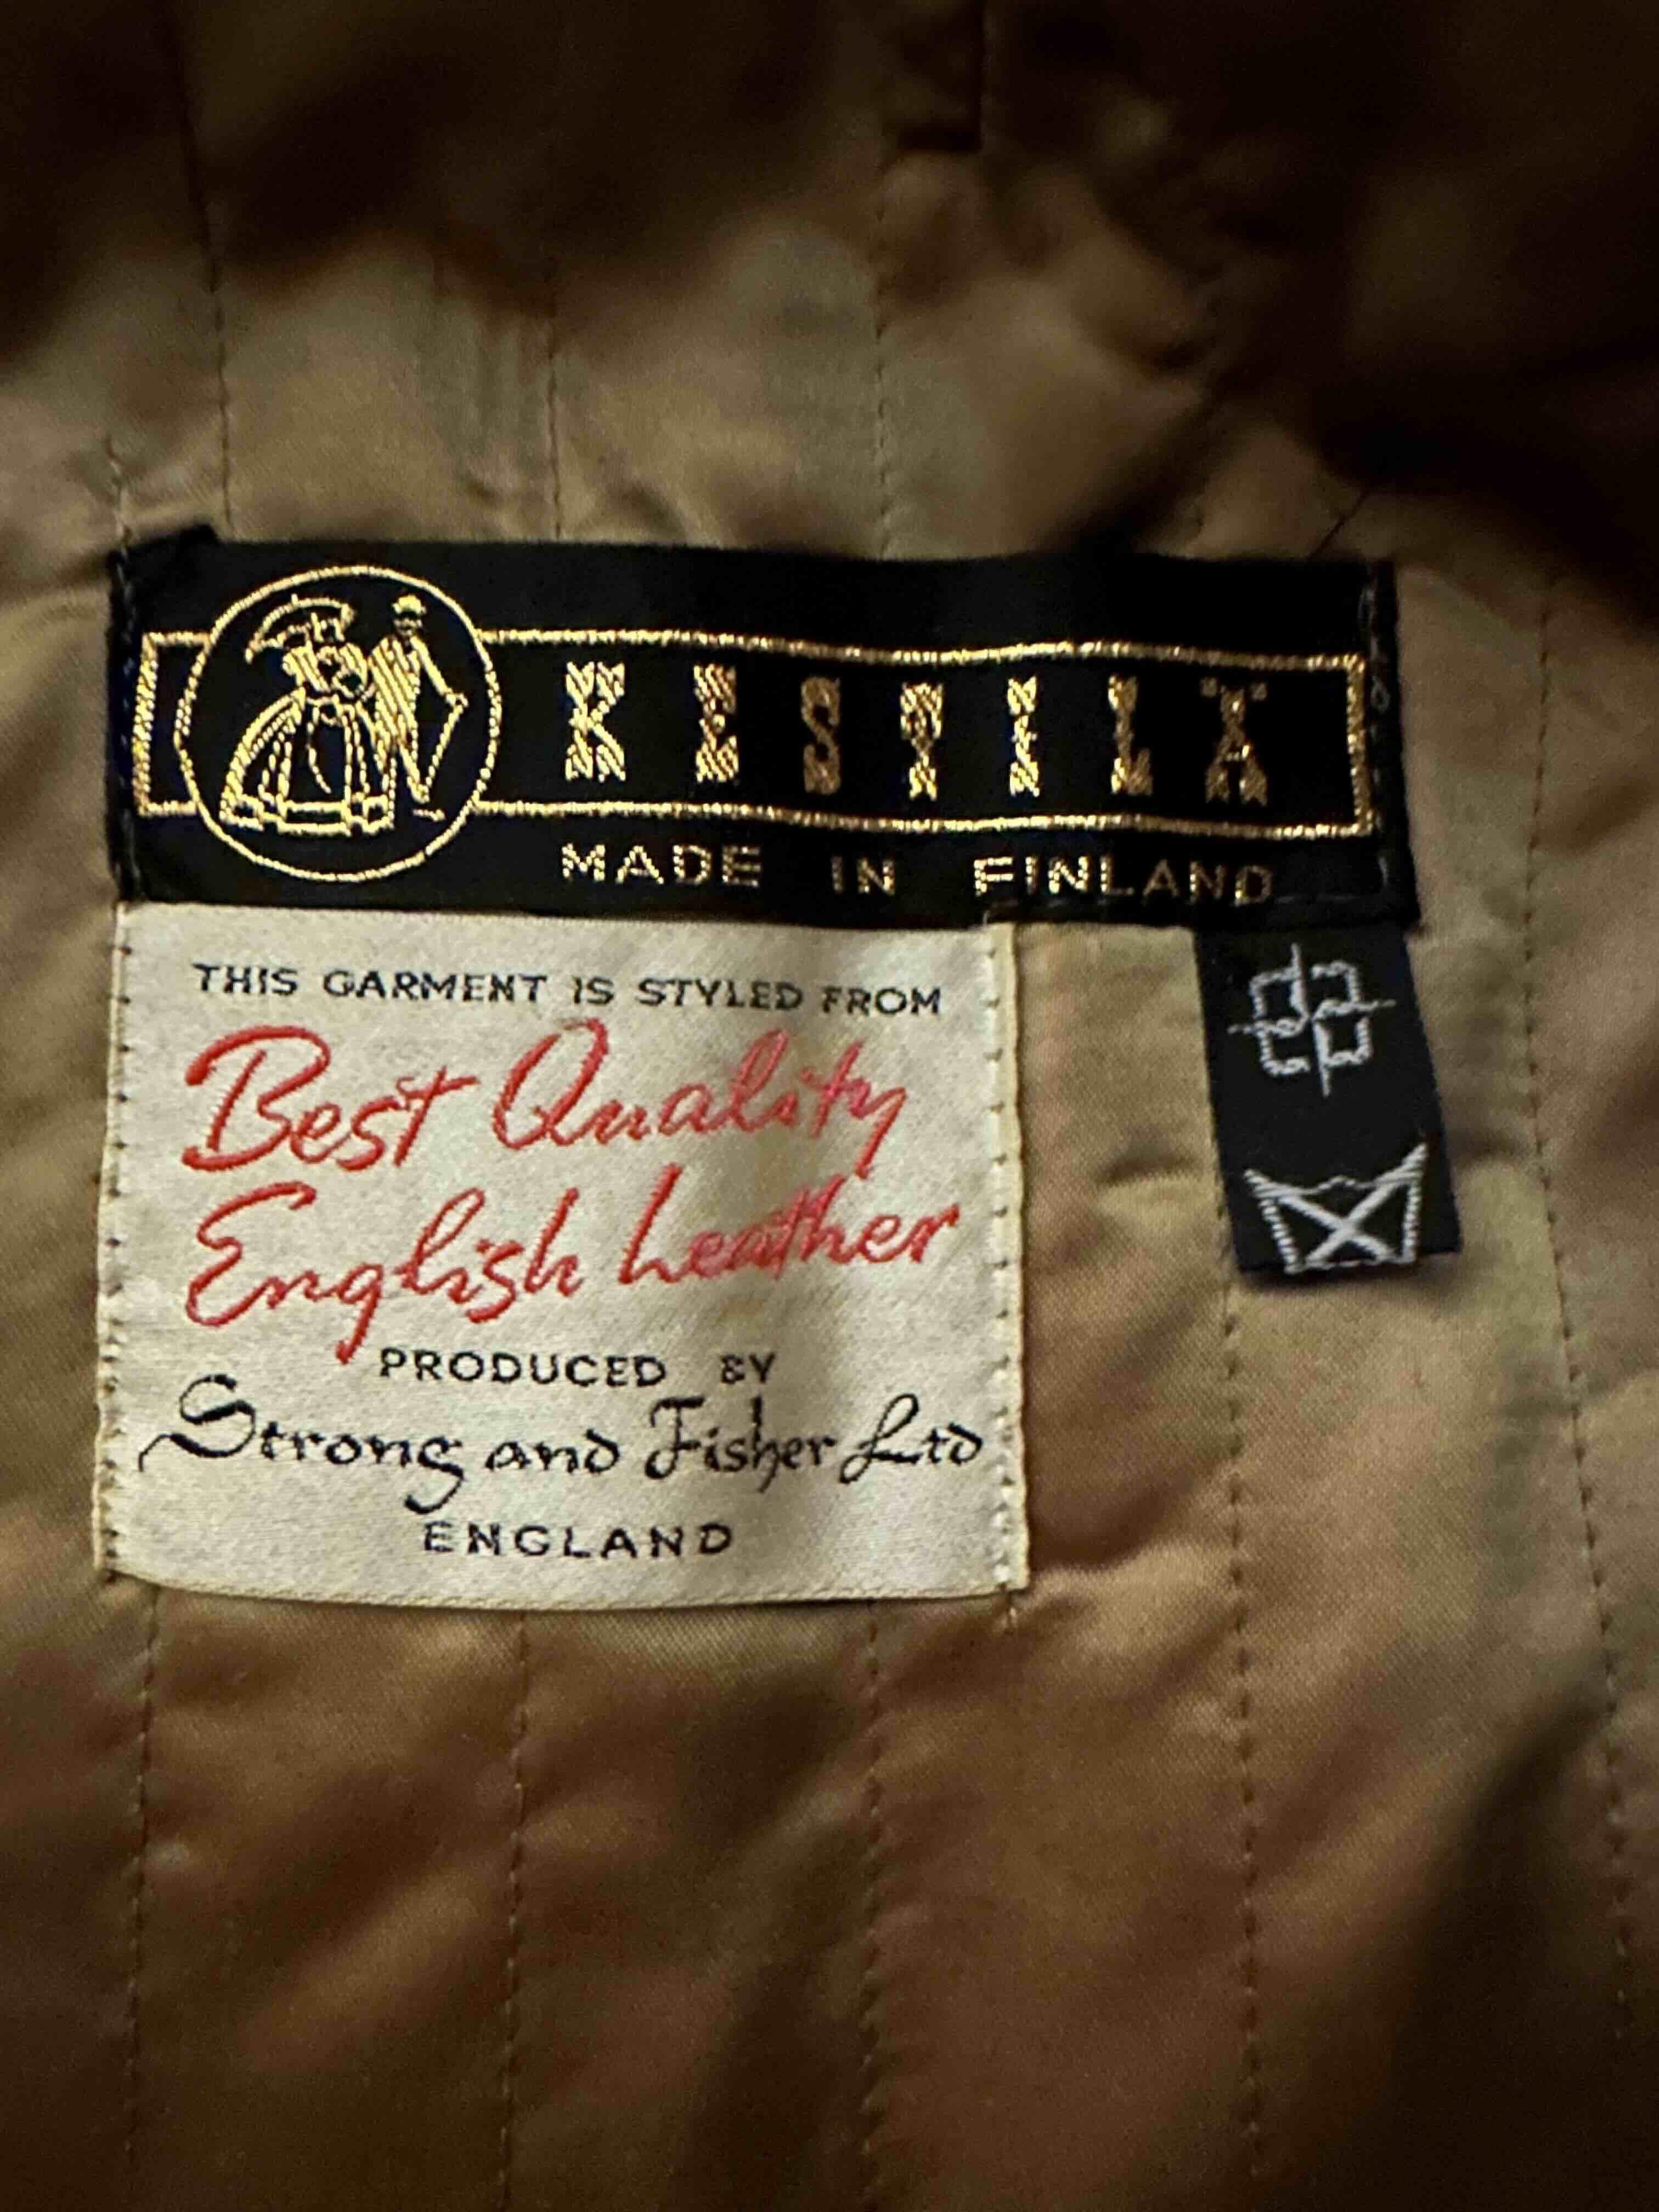 KESTILÄ
MADE IN FINLAND
THIS GARMENT IS STYLED FROM
Best Quality
English Leather
PRODUCED BY
Strong and Fisher Ltd
ENGLAND